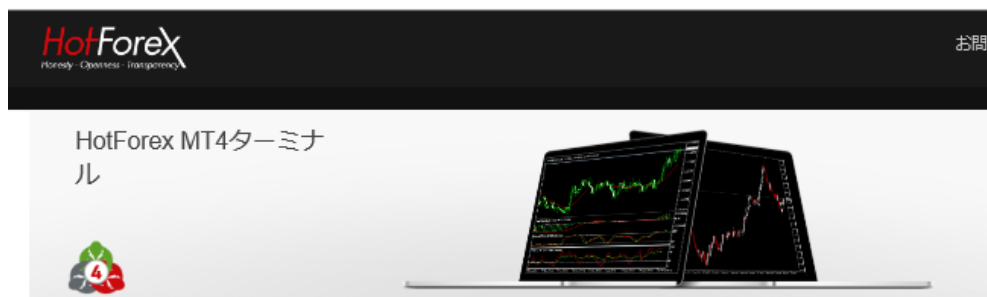 HotForex
Honesty - Openness - Transparency
お問
HotForex MT4ターミナ
ル
4